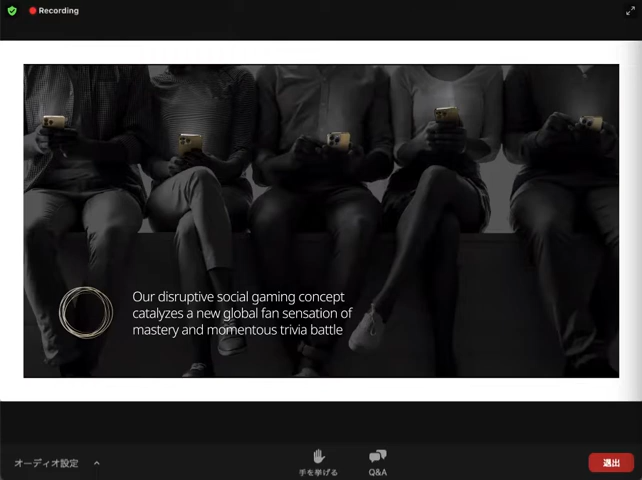 Recording
Our disruptive social gaming concept
catalyzes a new global fan sensation of
mastery and momentous trivia battle
オーディオ設定
手を挙げる
Q&A
退出